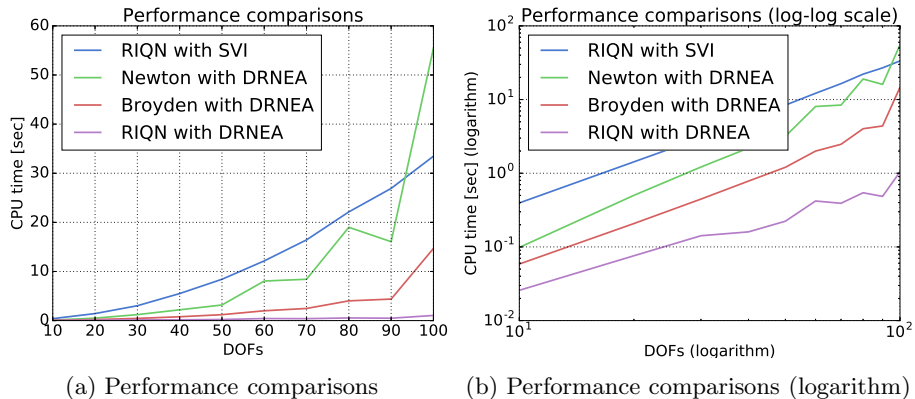 Performance comparisons
60
50
40
30
20
10
0
CPU time [sec]
RIQN with SVI
Newton with DRNEA
Broyden with DRNEA
RIQN with DRNEA
10 20 30 40 50 60 70 80 90 100
DOFs
(a) Performance comparisons
Performance comparisons (log-log scale)
10^2
10^1
10^0
10^-1
10^-2
CPU time [sec] (logarithm)
RIQN with SVI
Newton with DRNEA
Broyden with DRNEA
RIQN with DRNEA
10^1 10^2
DOFs (logarithm)
(b) Performance comparisons (logarithm)